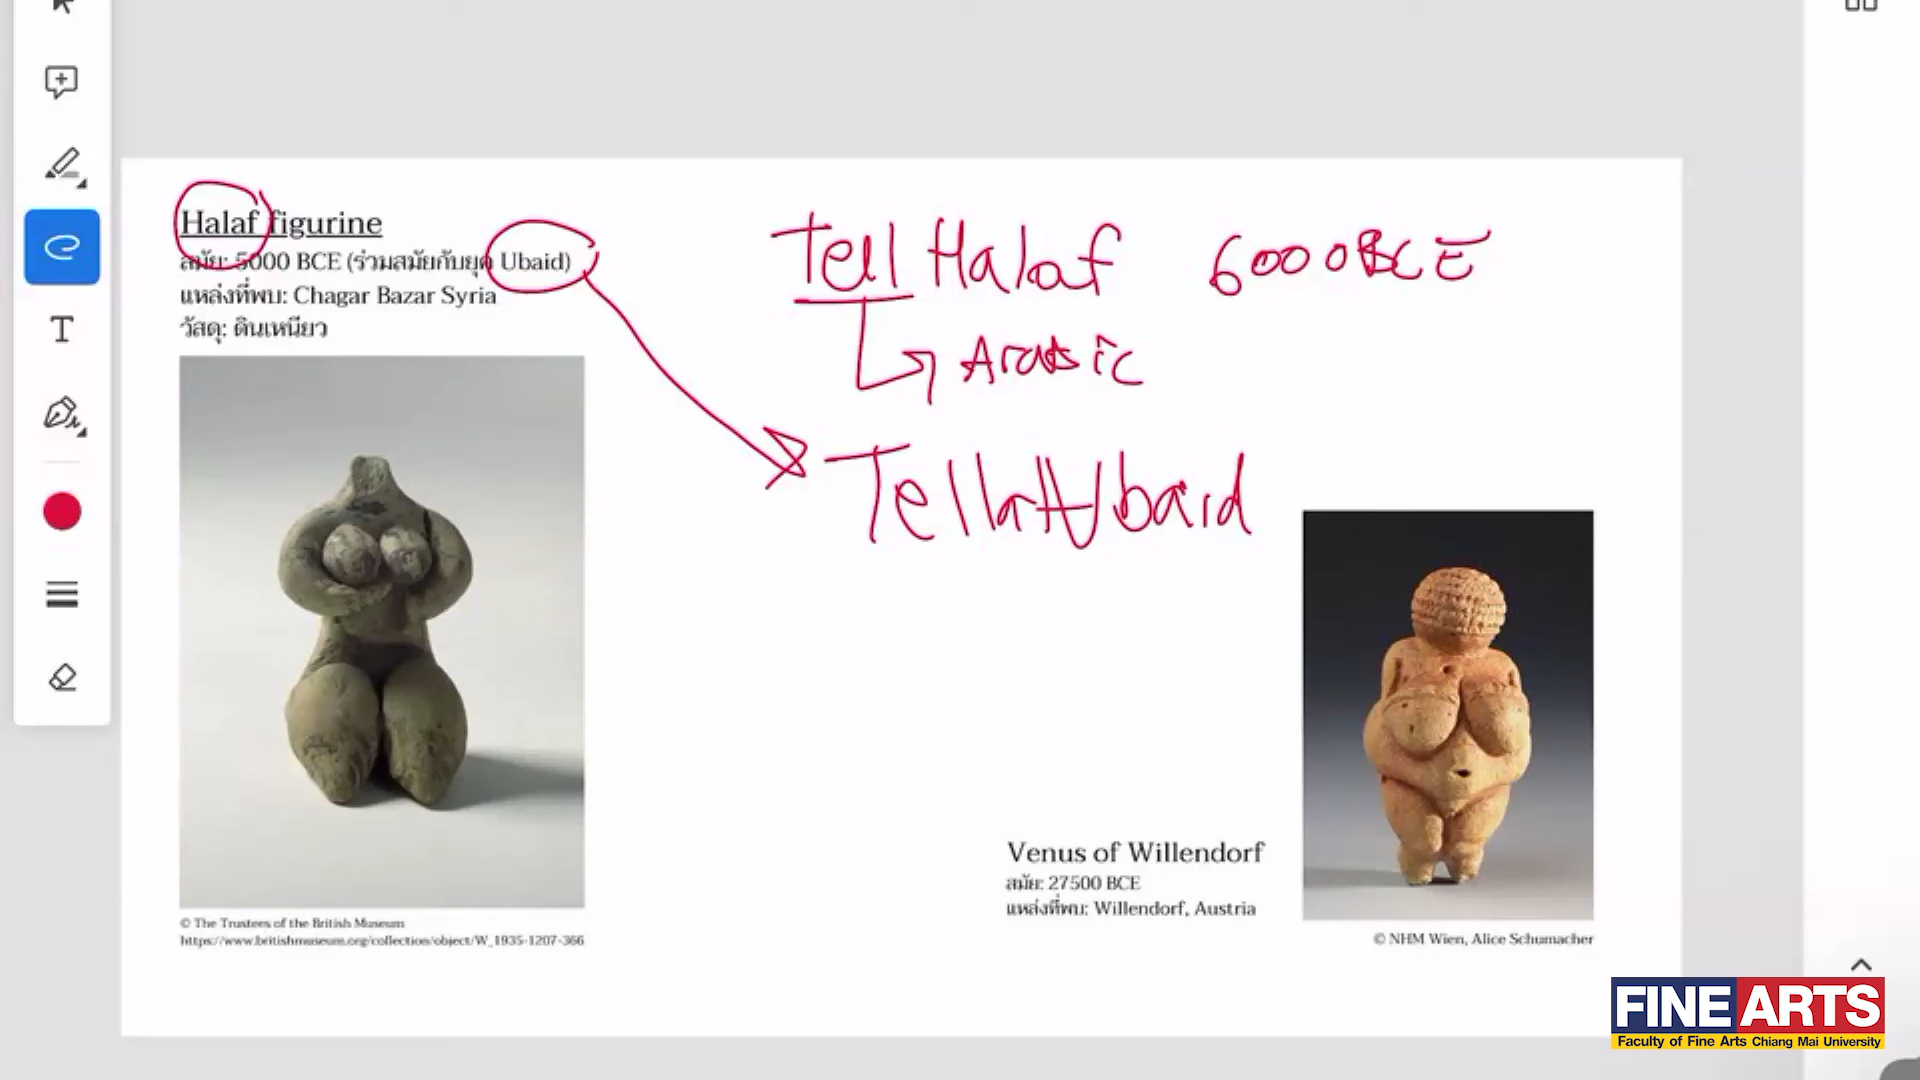 Halaf figurine
สมัย: 5000 BCE (ร่วมสมัยกับยุค Ubaid)
แหล่งที่พบ: Chagar Bazar Syria
วัสดุ: ดินเหนียว
© The Trustees of the British Museum
https://www.britishmuseum.org/collection/object/W_1935-1207-366
Tell Halaf 6000BCE
Arabic
Tell al Ubaid
Venus of Willendorf
สมัย: 27500 BCE
แหล่งที่พบ: Willendorf, Austria
© NHM Wien, Alice Schumacher
FINE ARTS
Faculty of Fine Arts Chiang Mai University